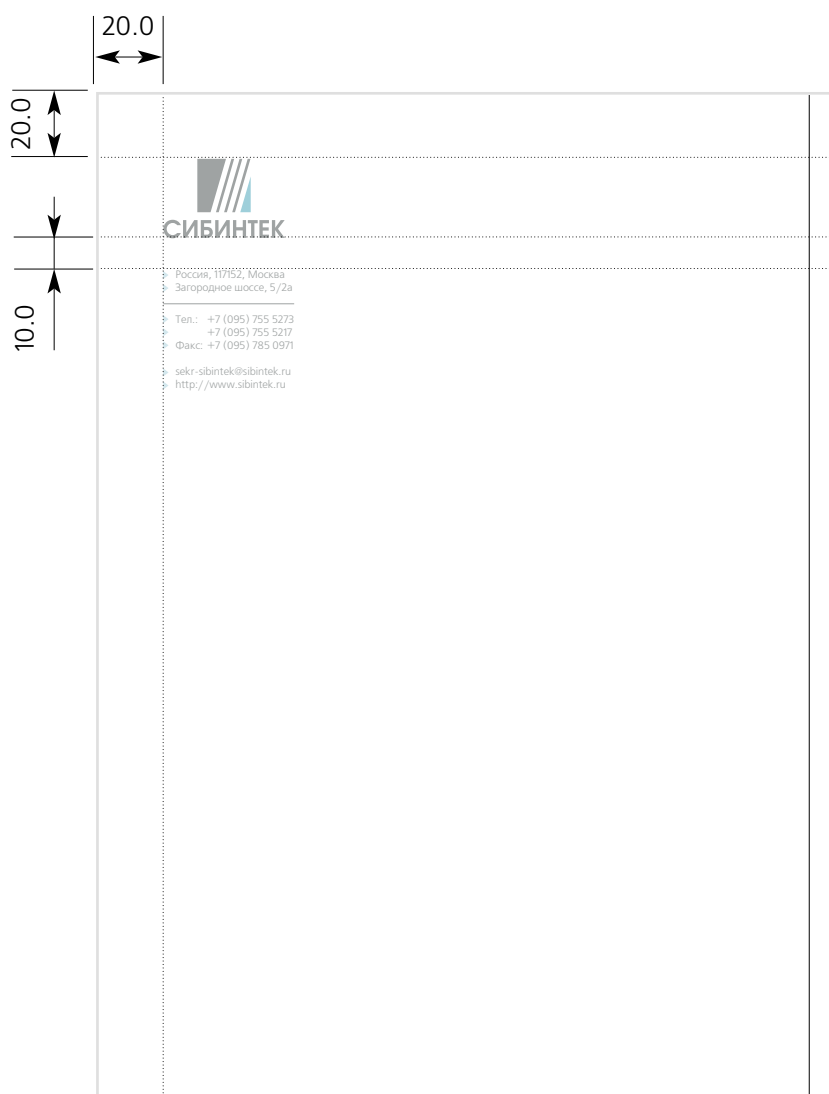 20.0
20.0
СИБИНТЕК
Россия, 117152, Москва
Загородное шоссе, 5/2а
10.0
Тел.: +7 (095) 755 5273
+7 (095) 755 5217
Факс: +7 (095) 785 0971
sekr-sibintek@sibintek.ru
http://www.sibintek.ru